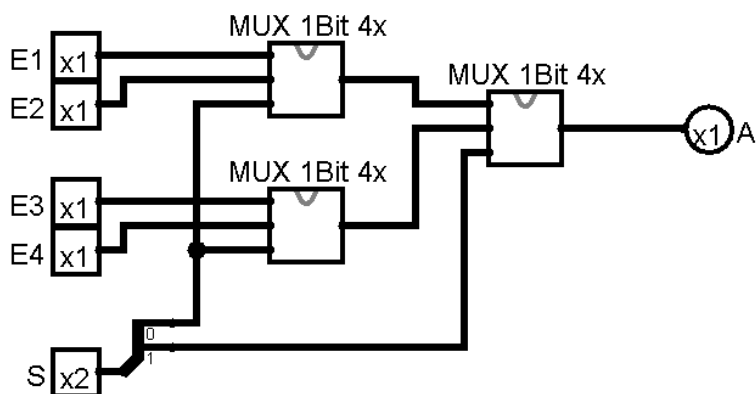 MUX 1Bit 4x
E1 x1
MUX 1Bit 4x
E2 x1
x1 A
MUX 1Bit 4x
E3 x1
E4 x1
0
1
S x2